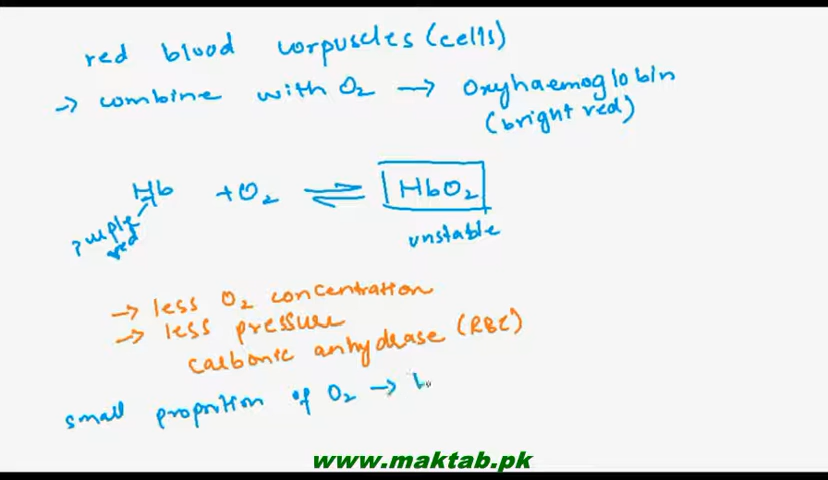 red blood corpuscles (cells)
→ combine with O₂ → Oxyhaemoglobin
(bright red)
Hb + O₂ ⇌ HbO₂
purple red
unstable
→ less O₂ concentration
→ less pressure
carbonic anhydrase (RBC)
small proportion of O₂ →
www.maktab.pk